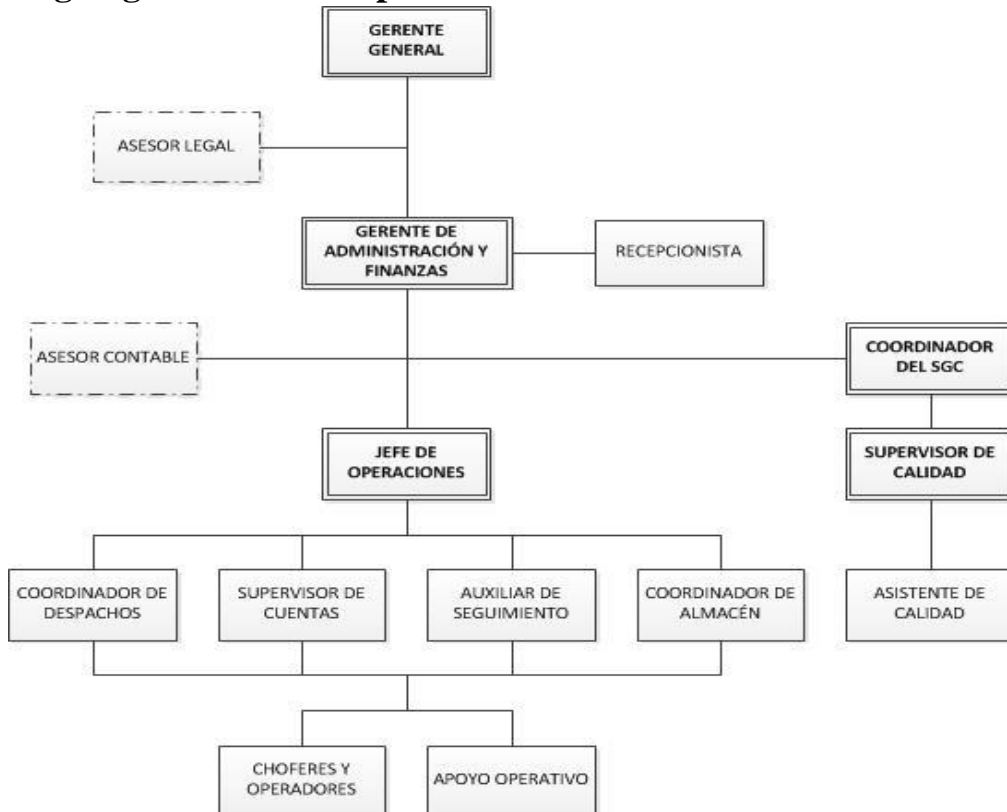 GERENTE
GENERAL
ASESOR LEGAL
GERENTE DE
ADMINISTRACIÓN Y
FINANZAS
RECEPCIONISTA
ASESOR CONTABLE
COORDINADOR
DEL SGC
JEFE DE
OPERACIONES
SUPERVISOR DE
CALIDAD
COORDINADOR DE
DESPACHOS
SUPERVISOR DE
CUENTAS
AUXILIAR DE
SEGUIMIENTO
COORDINADOR DE
ALMACÉN
ASISTENTE DE
CALIDAD
CHOFERES Y
OPERADORES
APOYO OPERATIVO